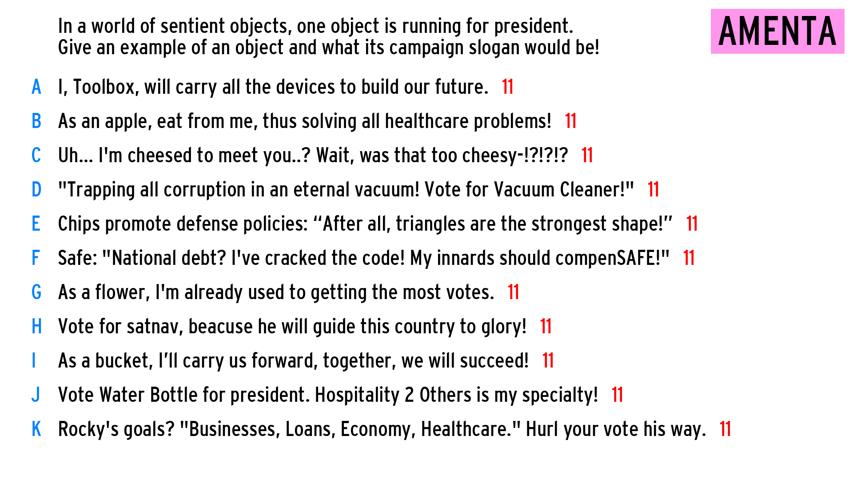 In a world of sentient objects, one object is running for president.
Give an example of an object and what its campaign slogan would be!
AMENTA
A I, Toolbox, will carry all the devices to build our future. 11
B As an apple, eat from me, thus solving all healthcare problems! 11
C Uh... I'm cheesed to meet you..? Wait, was that too cheesy-!?!?!? 11
D "Trapping all corruption in an eternal vacuum! Vote for Vacuum Cleaner!" 11
E Chips promote defense policies: “After all, triangles are the strongest shape!” 11
F Safe: "National debt? I've cracked the code! My innards should compenSAFE!" 11
G As a flower, I'm already used to getting the most votes. 11
H Vote for satnav, beacuse he will guide this country to glory! 11
I As a bucket, I’ll carry us forward, together, we will succeed! 11
J Vote Water Bottle for president. Hospitality 2 Others is my specialty! 11
K Rocky's goals? "Businesses, Loans, Economy, Healthcare." Hurl your vote his way. 11